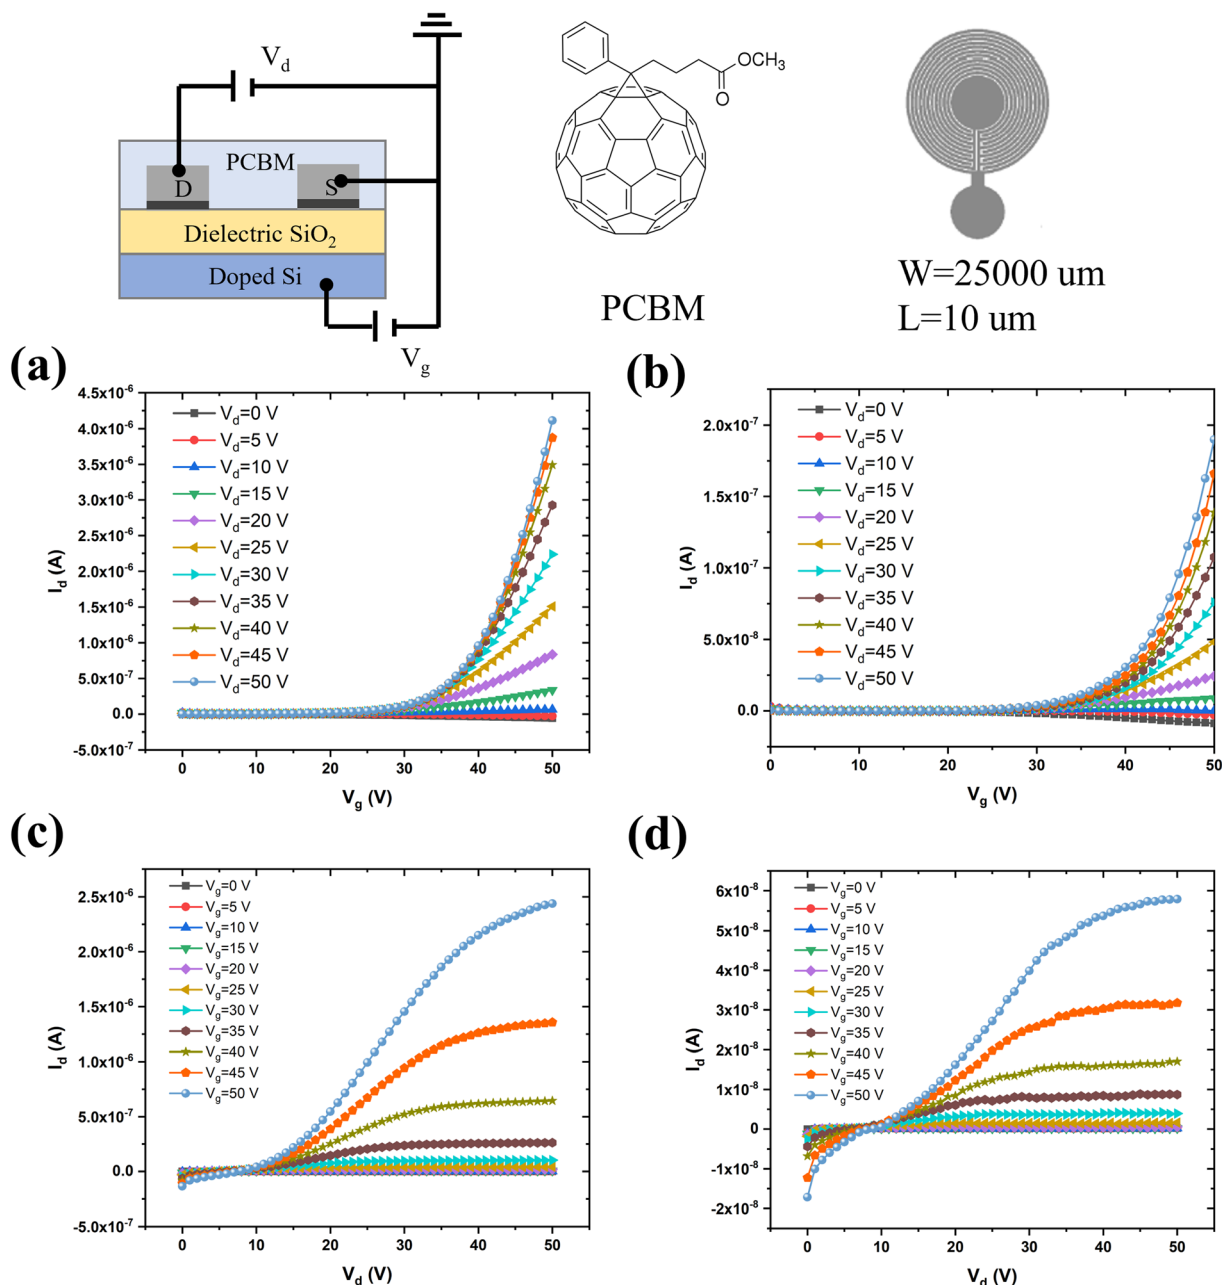 V_d
PCBM
D
S
Dielectric SiO₂
Doped Si
V_g
OCH₃
O
PCBM
W=25000 um
L=10 um
(a)
4.5x10⁻⁶
4.0x10⁻⁶
3.5x10⁻⁶
3.0x10⁻⁶
2.5x10⁻⁶
2.0x10⁻⁶
1.5x10⁻⁶
1.0x10⁻⁶
5.0x10⁻⁷
0.0
-5.0x10⁻⁷
I_d (A)
V_d=0 V
V_d=5 V
V_d=10 V
V_d=15 V
V_d=20 V
V_d=25 V
V_d=30 V
V_d=35 V
V_d=40 V
V_d=45 V
V_d=50 V
0 10 20 30 40 50
V_g (V)
(b)
2.0x10⁻⁷
1.5x10⁻⁷
1.0x10⁻⁷
5.0x10⁻⁸
0.0
I_d (A)
V_d=0 V
V_d=5 V
V_d=10 V
V_d=15 V
V_d=20 V
V_d=25 V
V_d=30 V
V_d=35 V
V_d=40 V
V_d=45 V
V_d=50 V
0 10 20 30 40 50
V_g (V)
(c)
2.5x10⁻⁶
2.0x10⁻⁶
1.5x10⁻⁶
1.0x10⁻⁶
5.0x10⁻⁷
0.0
-5.0x10⁻⁷
I_d (A)
V_g=0 V
V_g=5 V
V_g=10 V
V_g=15 V
V_g=20 V
V_g=25 V
V_g=30 V
V_g=35 V
V_g=40 V
V_g=45 V
V_g=50 V
0 10 20 30 40 50
V_d (V)
(d)
6x10⁻⁸
5x10⁻⁸
4x10⁻⁸
3x10⁻⁸
2x10⁻⁸
1x10⁻⁸
0
-1x10⁻⁸
-2x10⁻⁸
I_d (A)
V_g=0 V
V_g=5 V
V_g=10 V
V_g=15 V
V_g=20 V
V_g=25 V
V_g=30 V
V_g=35 V
V_g=40 V
V_g=45 V
V_g=50 V
0 10 20 30 40 50
V_d (V)